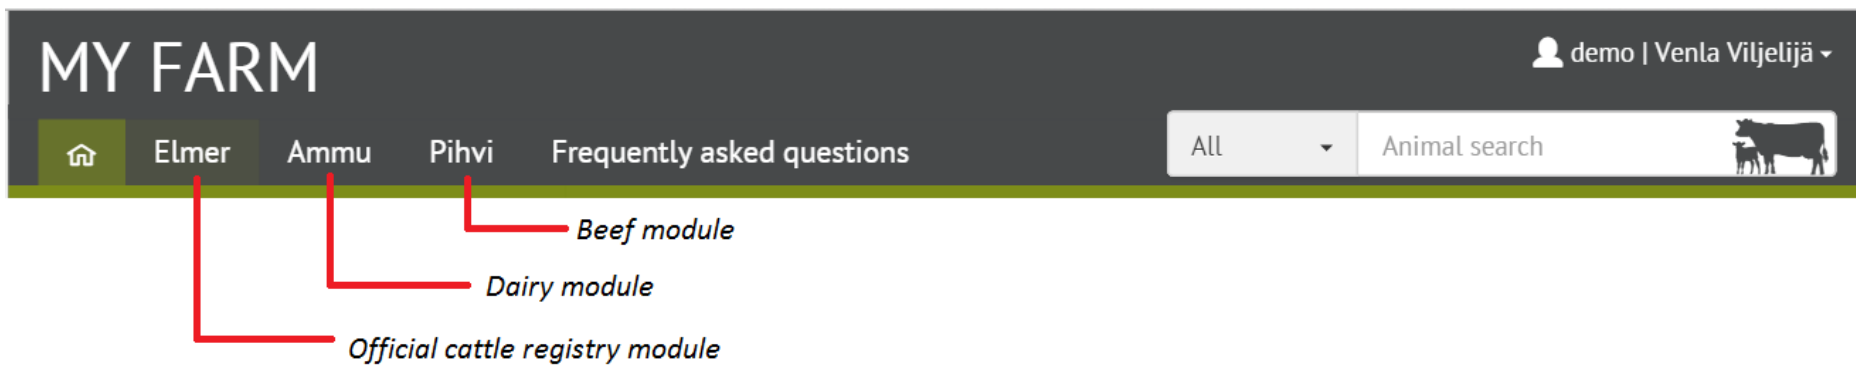 MY FARM
demo | Venla Viljelijä
Elmer Ammu Pihvi Frequently asked questions
All Animal search
Beef module
Dairy module
Official cattle registry module